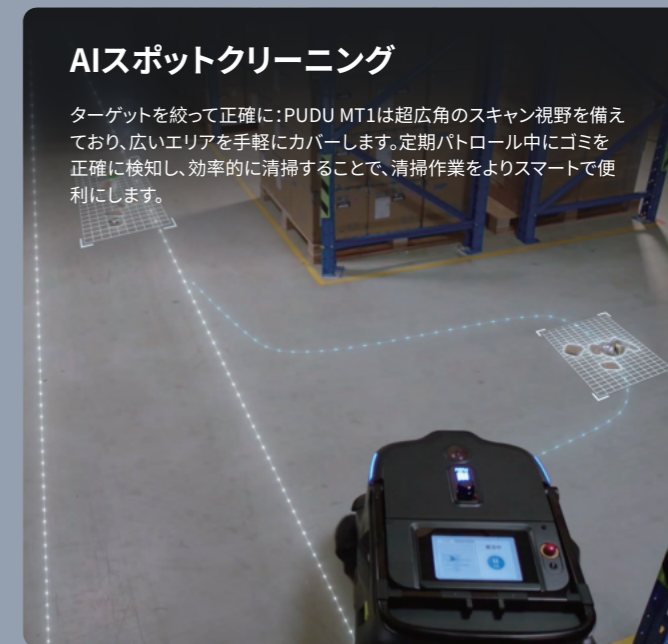 AIスポットクリーニング
ターゲットを絞って正確に：PUDU MT1は超広角のスキャン視野を備え
ており、広いエリアを手軽にカバーします。定期パトロール中にゴミを
正確に検知し、効率的に清掃することで、清掃作業をよりスマートで便
利にします。